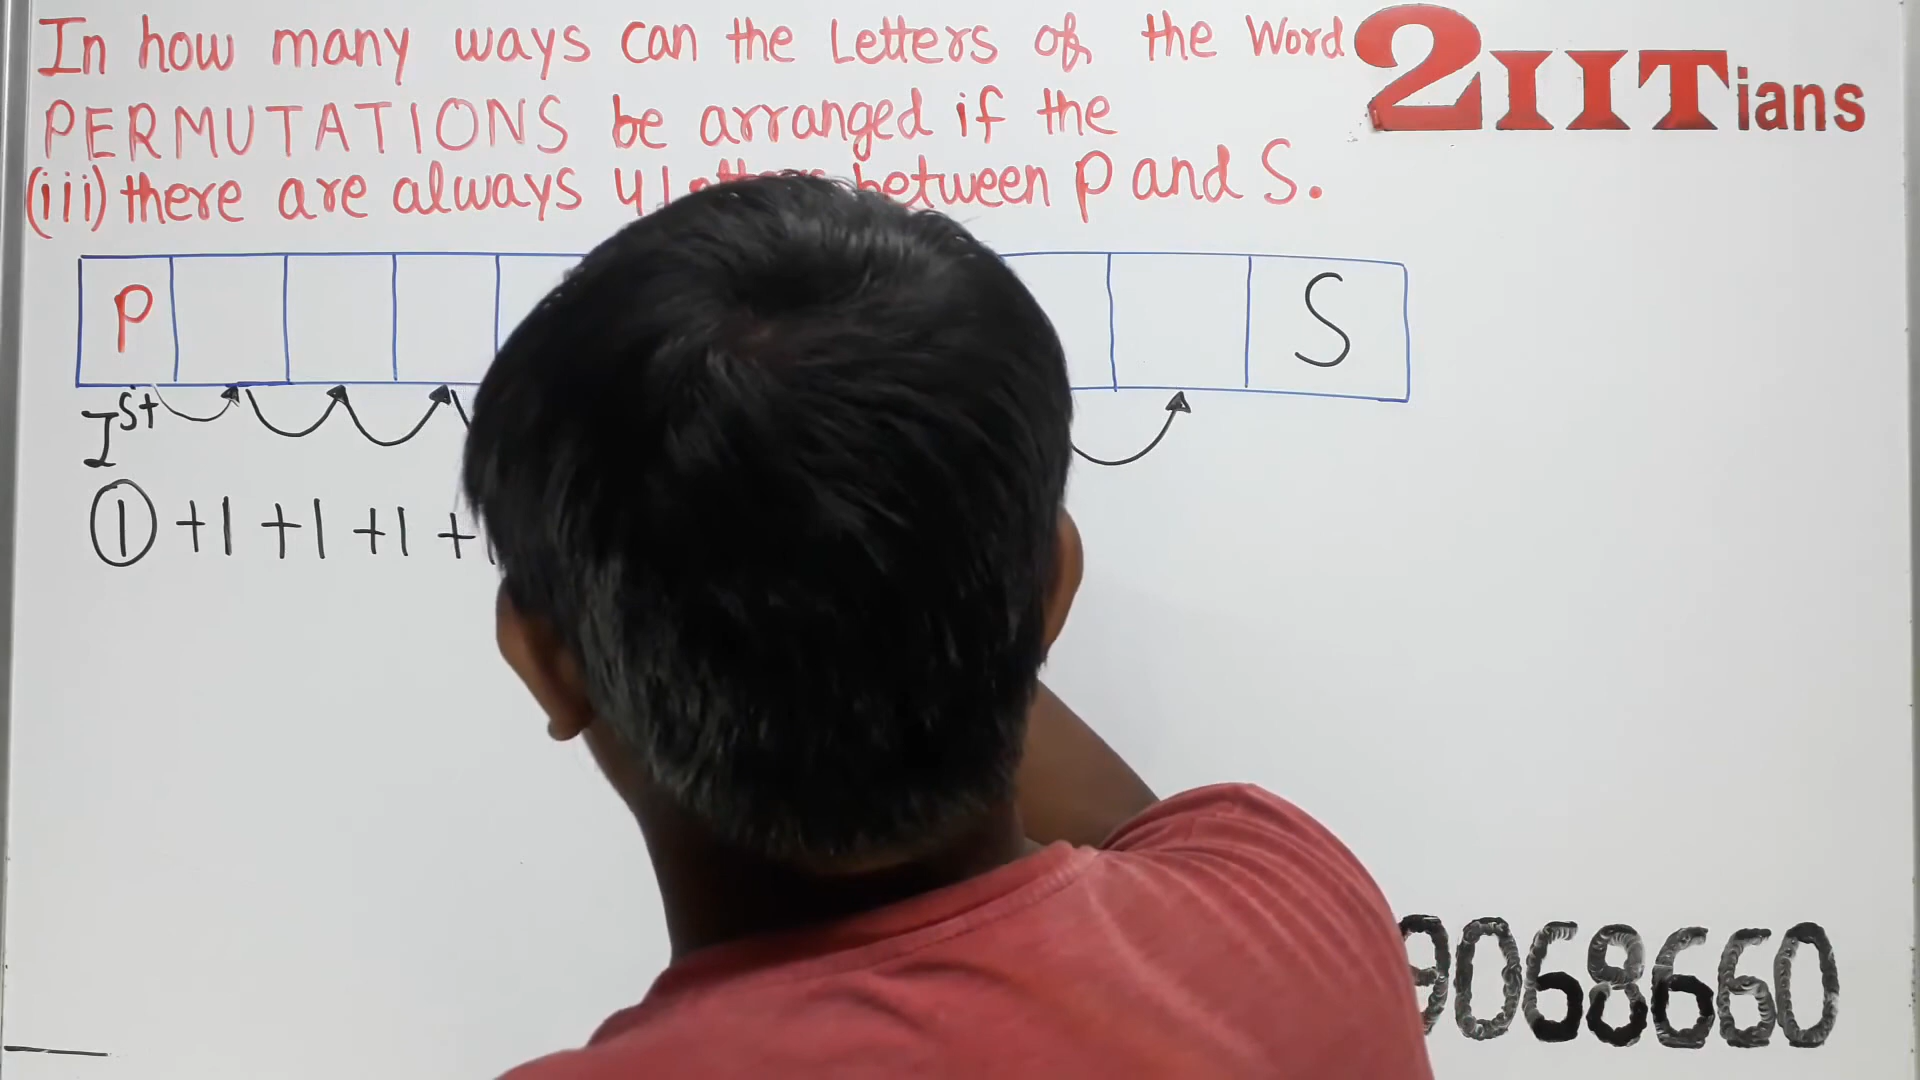 In how many ways can the Letters of the Word
2IITians
PERMUTATIONS be arranged if the
(iii) there are always 4 Letters between P and S.
P S
Ist
1 +1 +1 +1 +
9068660